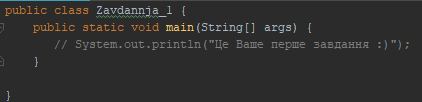 public class Zavdannja_1 {
public static void main(String[] args) {
// System.out.println("Це Ваше перше завдання :)");
}
}